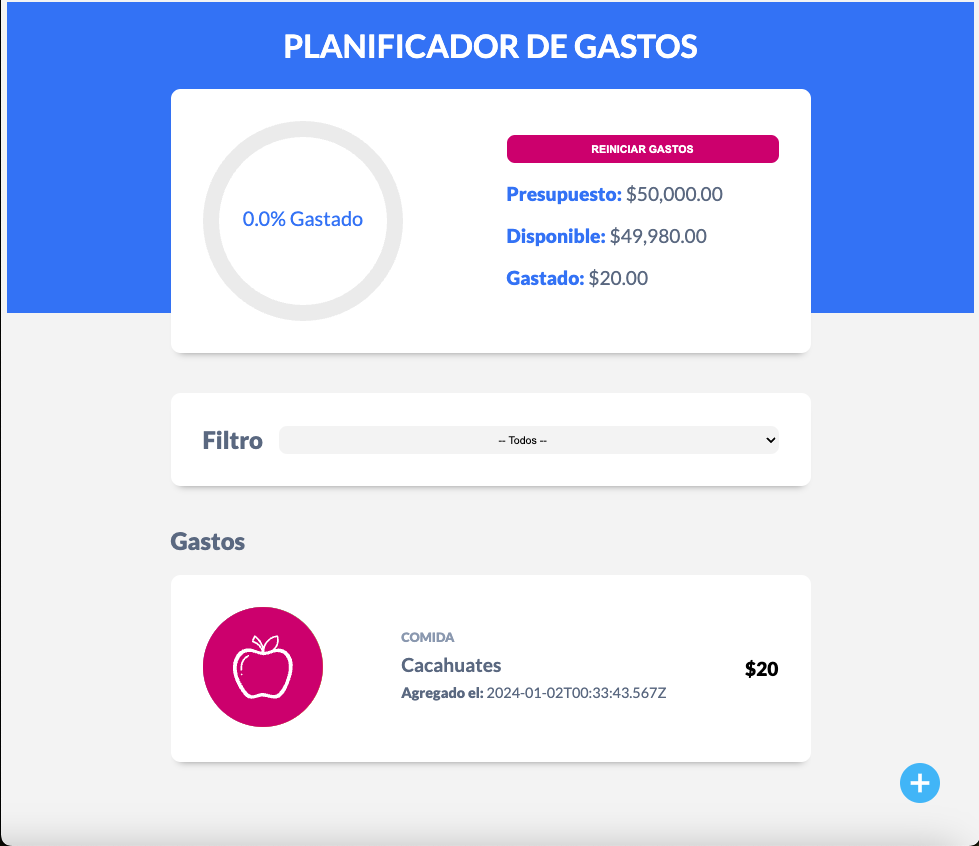 PLANIFICADOR DE GASTOS
0.0% Gastado
REINICIAR GASTOS
Presupuesto: $50,000.00
Disponible: $49,980.00
Gastado: $20.00
Filtro
-- Todos --
Gastos
COMIDA
Cacahuates
Agregado el: 2024-01-02T00:33:43.567Z
$20